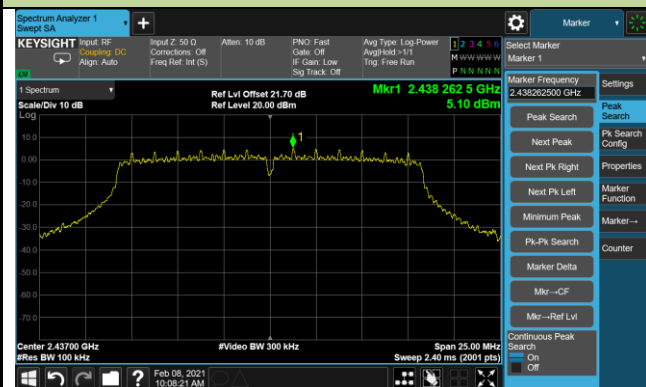 Spectrum Analyzer 1
Swept SA
Marker
KEYSIGHT Input: RF
Coupling: DC
Align: Auto
Input Z: 50 Ω
Corrections: Off
Freq Ref: Int (S)
Atten: 10 dB
PNO: Fast
Gate: Off
IF Gain: Low
Sig Track: Off
Avg Type: Log-Power
Avg|Hold:>1/1
Trig: Free Run
1 2 3 4 5 6
M W W W W W
P N N N N N
Select Marker
Marker 1
LXI
1 Spectrum
Scale/Div 10 dB
Log
Ref Lvl Offset 21.70 dB
Ref Level 20.00 dBm
Mkr1 2.438 262 5 GHz
5.10 dBm
10.0
0.00
-10.0
-20.0
-30.0
-40.0
-50.0
-60.0
-70.0
1
Center 2.43700 GHz
#Res BW 100 kHz
#Video BW 300 kHz
Span 25.00 MHz
Sweep 2.40 ms (2001 pts)
Marker Frequency
2.438262500 GHz
Peak Search
Next Peak
Next Pk Right
Next Pk Left
Minimum Peak
Pk-Pk Search
Marker Delta
Mkr→CF
Mkr→Ref Lvl
Continuous Peak
Search
On
Off
Settings
Peak
Search
Pk Search
Config
Properties
Marker
Function
Marker→
Counter
Feb 08, 2021
10:08:21 AM